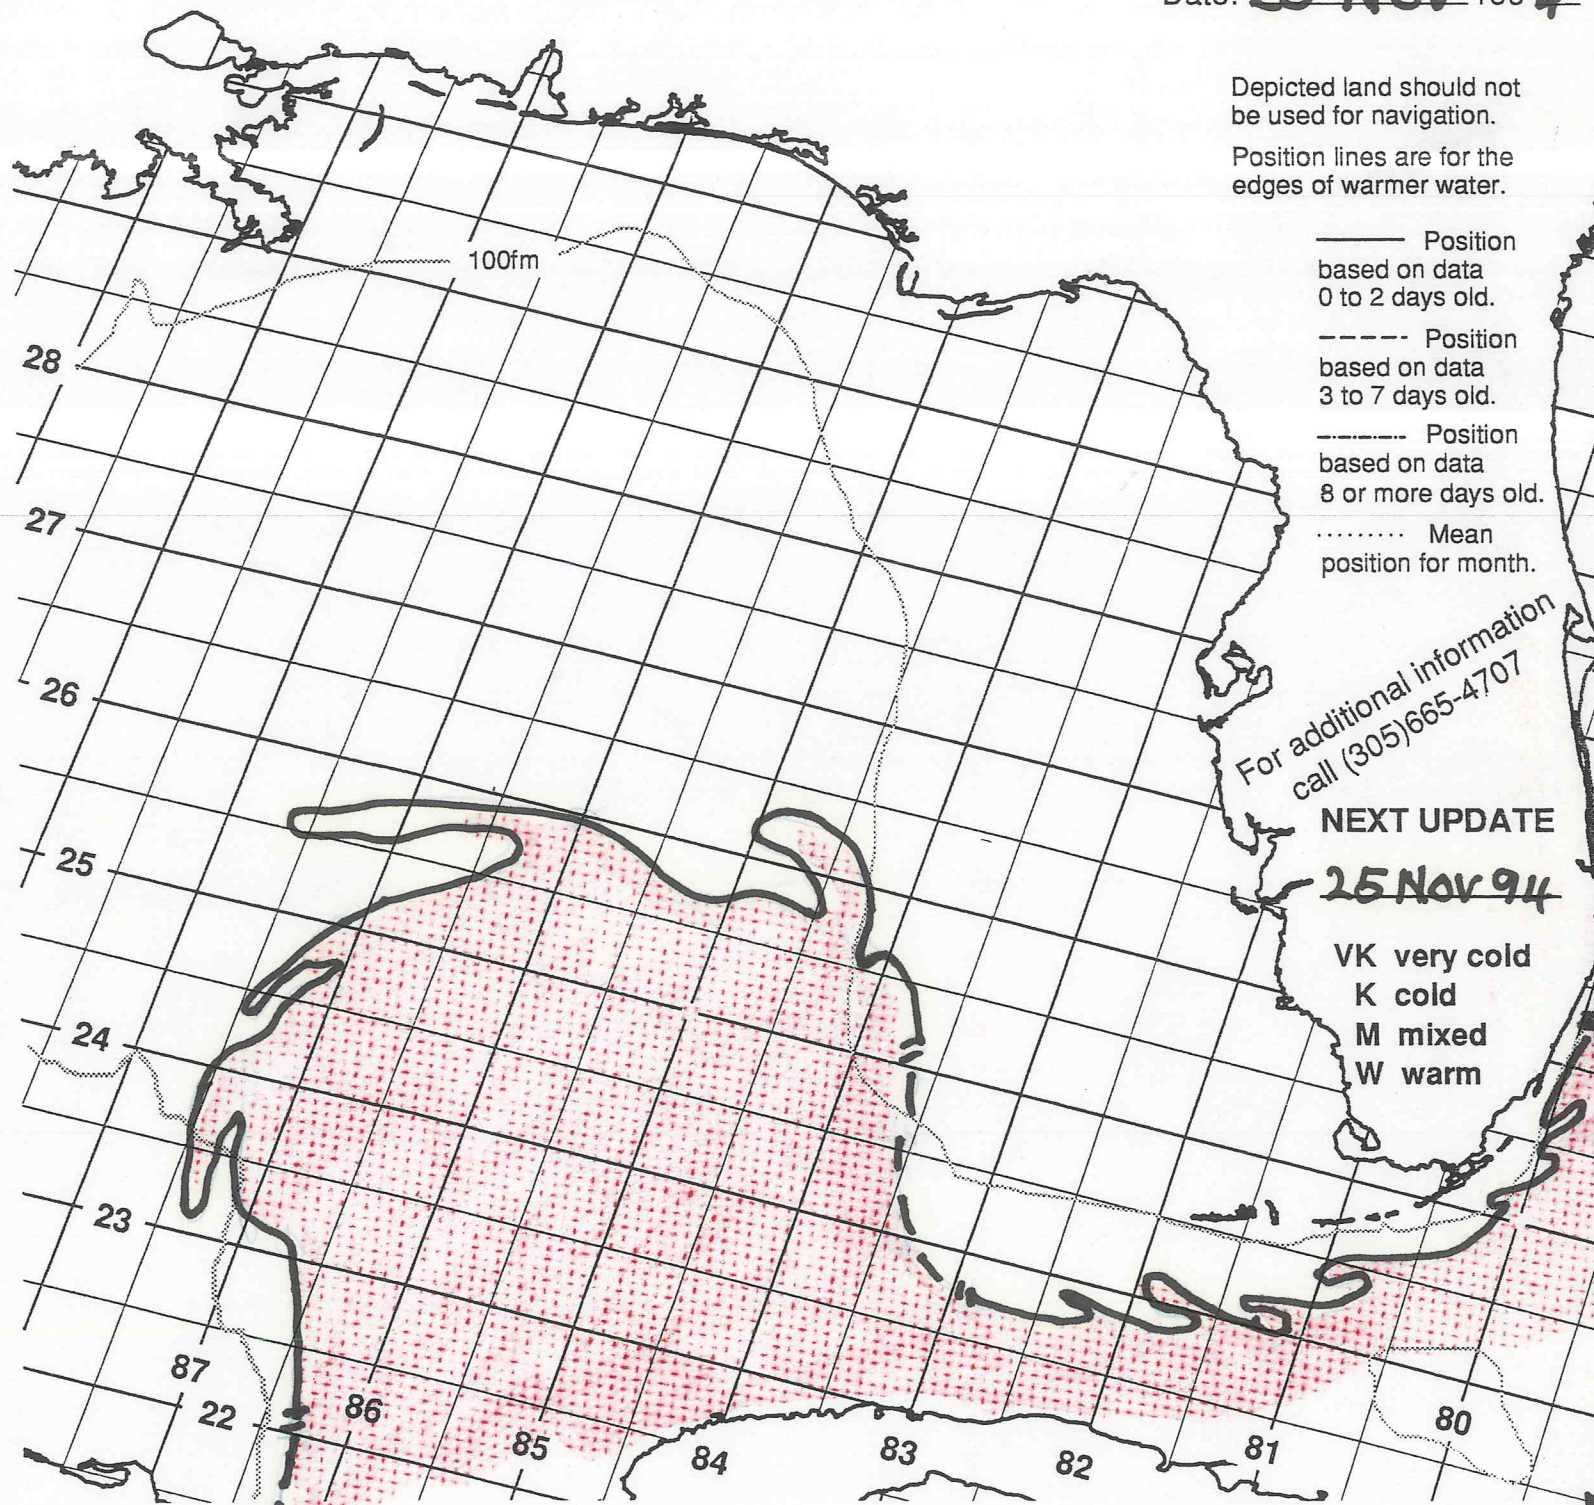 Date:
Depicted land should not
be used for navigation.
Position lines are for the
edges of warmer water.
Position
based on data
0 to 2 days old.
Position
based on data
3 to 7 days old.
Position
based on data
8 or more days old.
Mean
position for month.
For additional information
call (305)665-4707
NEXT UPDATE
25 NOV 94
VK very cold
K cold
M mixed
W warm
100fm
28
27
26
25
24
23
22
87
86
85
84
83
82
81
80